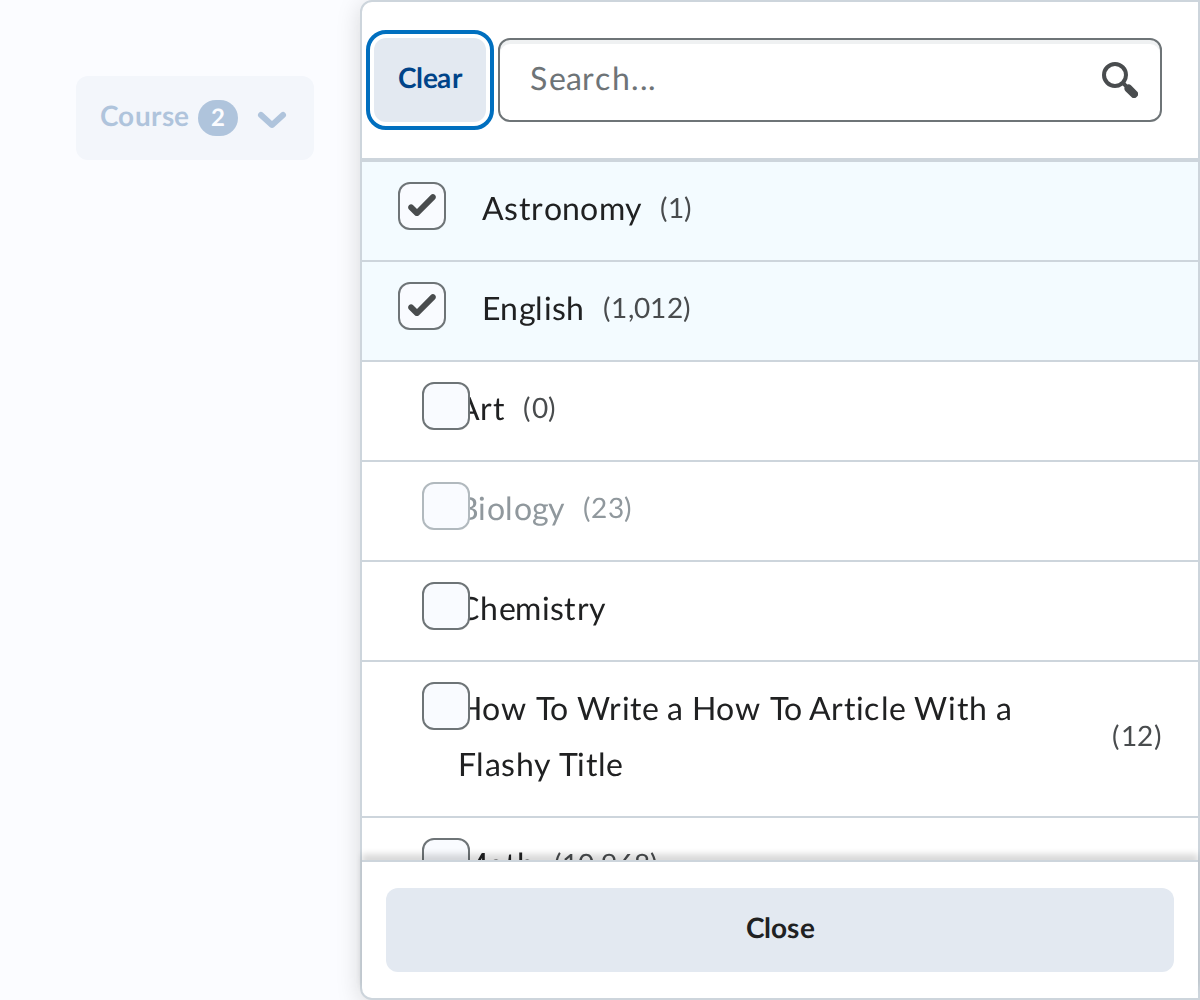 Course 2
Clear
Search...
Astronomy (1)
English (1,012)
Art (0)
Biology (23)
Chemistry
How To Write a How To Article With a
Flashy Title (12)
Close